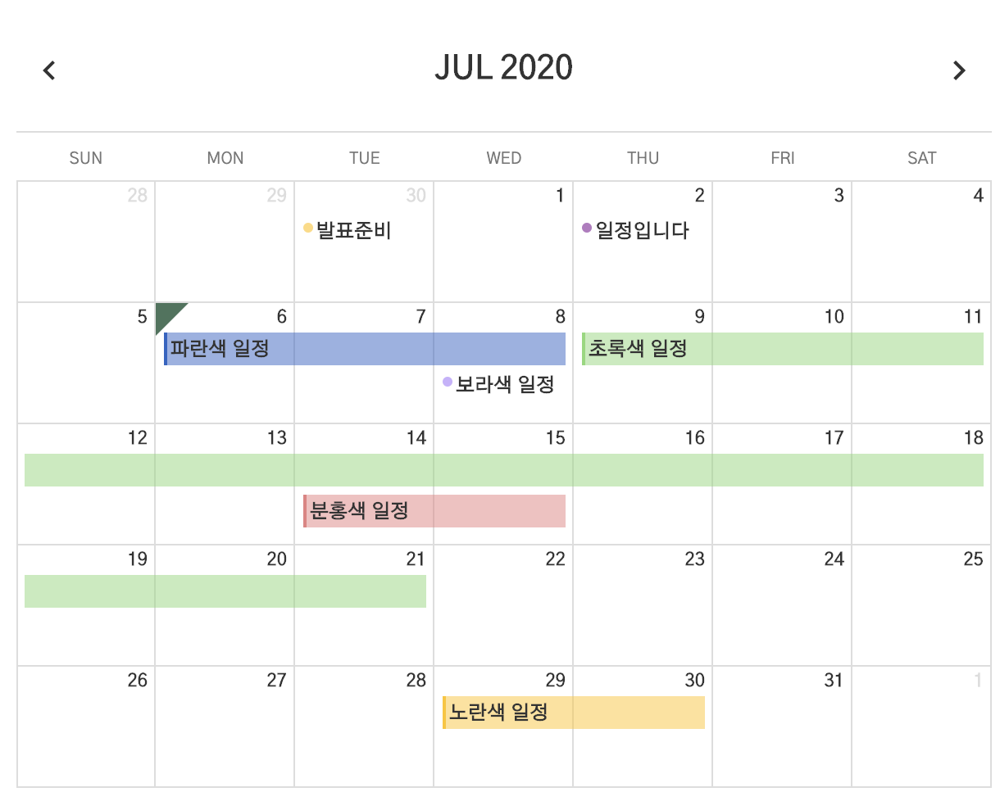 JUL 2020
SUN MON TUE WED THU FRI SAT
28 29 30 1 2 3 4
발표준비 일정입니다
5 6 7 8 9 10 11
파란색 일정 초록색 일정
보라색 일정
12 13 14 15 16 17 18
분홍색 일정
19 20 21 22 23 24 25
26 27 28 29 30 31 1
노란색 일정